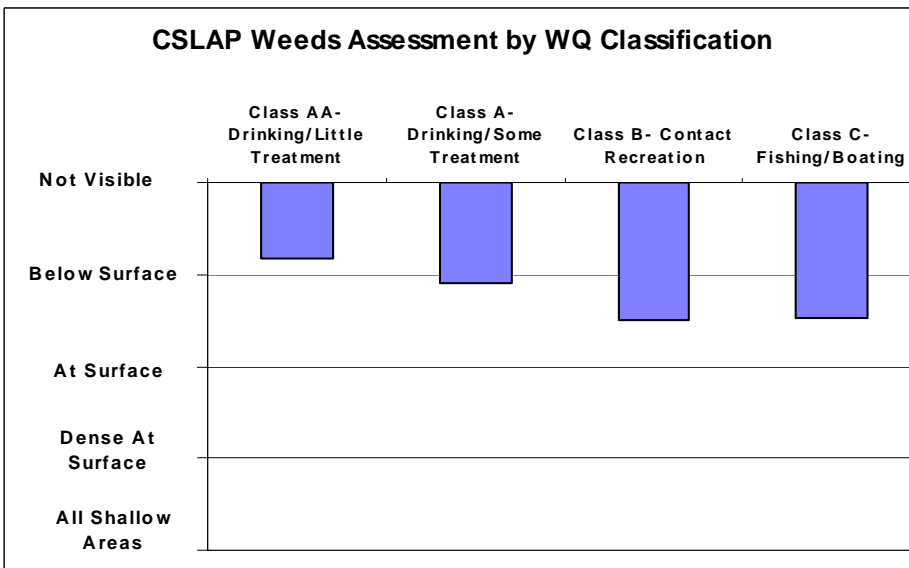 CSLAP Weeds Assessment by WQ Classification
Class AA-
Drinking/Little
Treatment
Class A-
Drinking/Some
Treatment
Class B- Contact
Recreation
Class C-
Fishing/Boating
Not Visible
Below Surface
At Surface
Dense At
Surface
All Shallow
Areas